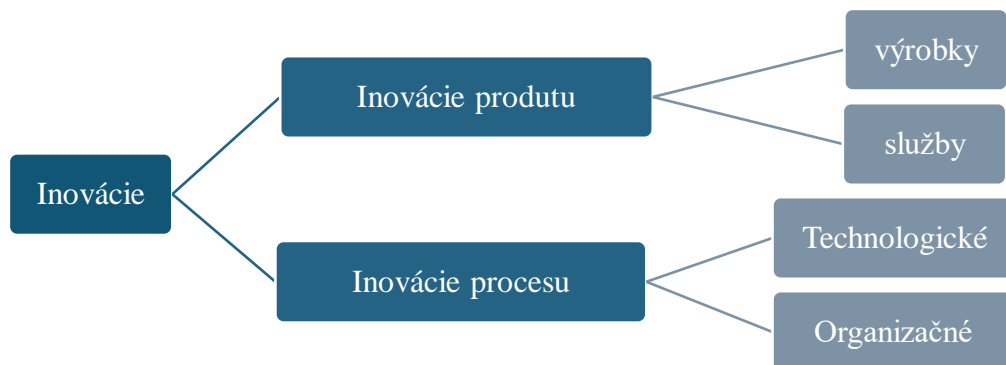 Inovácie
Inovácie produtu
výrobky
služby
Inovácie procesu
Technologické
Organizačné